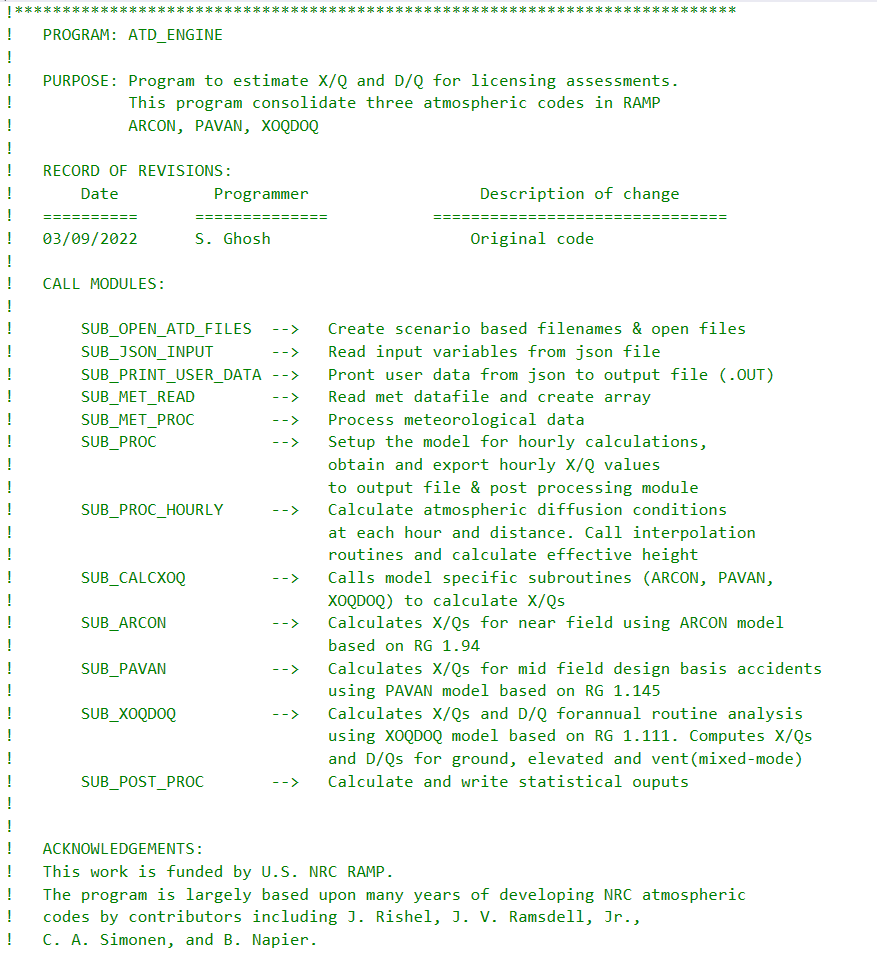 !****************************************************************************
!   PROGRAM: ATD_ENGINE
!
!   PURPOSE: Program to estimate X/Q and D/Q for licensing assessments.
!            This program consolidate three atmospheric codes in RAMP
!            ARCON, PAVAN, XOQDOQ
!
!   RECORD OF REVISIONS:
!       Date          Programmer                  Description of change
!   ==========      ==============           ===============================
!   03/09/2022      S. Ghosh                     Original code
!
!   CALL MODULES:
!
!       SUB_OPEN_ATD_FILES  -->   Create scenario based filenames & open files
!       SUB_JSON_INPUT      -->   Read input variables from json file
!       SUB_PRINT_USER_DATA -->   Pront user data from json to output file (.OUT)
!       SUB_MET_READ        -->   Read met datafile and create array
!       SUB_MET_PROC        -->   Process meteorological data
!       SUB_PROC            -->   Setup the model for hourly calculations,
!                                 obtain and export hourly X/Q values
!                                 to output file & post processing module
!       SUB_PROC_HOURLY     -->   Calculate atmospheric diffusion conditions
!                                 at each hour and distance. Call interpolation
!                                 routines and calculate effective height
!       SUB_CALCXOQ         -->   Calls model specific subroutines (ARCON, PAVAN,
!                                 XOQDOQ) to calculate X/Qs
!       SUB_ARCON           -->   Calculates X/Qs for near field using ARCON model
!                                 based on RG 1.94
!       SUB_PAVAN           -->   Calculates X/Qs for mid field design basis accidents
!                                 using PAVAN model based on RG 1.145
!       SUB_XOQDOQ          -->   Calculates X/Qs and D/Q forannual routine analysis
!                                 using XOQDOQ model based on RG 1.111. Computes X/Qs
!                                 and D/Qs for ground, elevated and vent(mixed-mode)
!       SUB_POST_PROC       -->   Calculate and write statistical ouputs
!
!
!   ACKNOWLEDGEMENTS:
!   This work is funded by U.S. NRC RAMP.
!   The program is largely based upon many years of developing NRC atmospheric
!   codes by contributors including J. Rishel, J. V. Ramsdell, Jr.,
!   C. A. Simonen, and B. Napier.